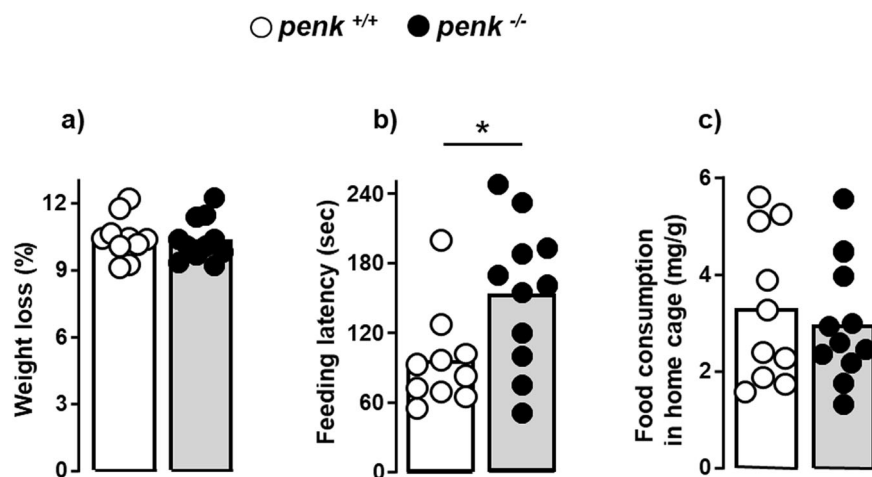 penk +/+ penk -/-
a)
Weight loss (%)
12
9
6
3
0
b)
*
Feeding latency (sec)
240
180
120
60
0
c)
Food consumption
in home cage (mg/g)
6
4
2
0